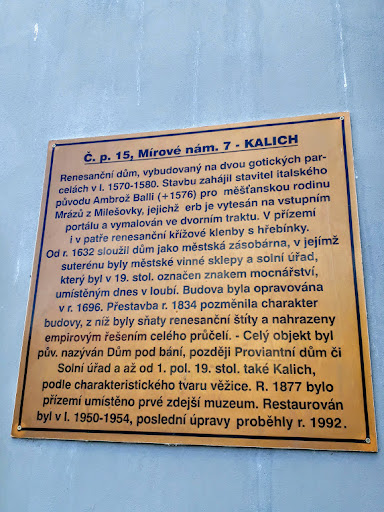 Č. p. 15, Mírové nám. 7 - KALICH
Renesanční dům, vybudovaný na dvou gotických par-
celách v l. 1570-1580. Stavbu zahájil stavitel italského
původu Ambrož Balli (+1576) pro měšťanskou rodinu
Mrázů z Milešovky, jejichž erb je vytesán na vstupním
portálu a vymalován ve dvorním traktu. V přízemí
i v patře renesanční křížové klenby s hřebínky.
Od r. 1632 sloužil dům jako městská zásobárna, v jejímž
suterénu byly městské vinné sklepy a solní úřad,
který byl v 19. stol. označen znakem mocnářství,
umístěným dnes v loubí. Budova byla opravována
v r. 1696. Přestavba r. 1834 pozměnila charakter
budovy, z níž byly sňaty renesanční štíty a nahrazeny
empirovým řešením celého průčelí. - Celý objekt byl
pův. nazýván Dům pod bání, později Proviantní dům či
Solní úřad a až od 1. pol. 19. stol. také Kalich,
podle charakteristického tvaru věžice. R. 1877 bylo
přízemí umístěno prvé zdejší muzeum. Restaurován
byl v l. 1950-1954, poslední úpravy proběhly r. 1992.